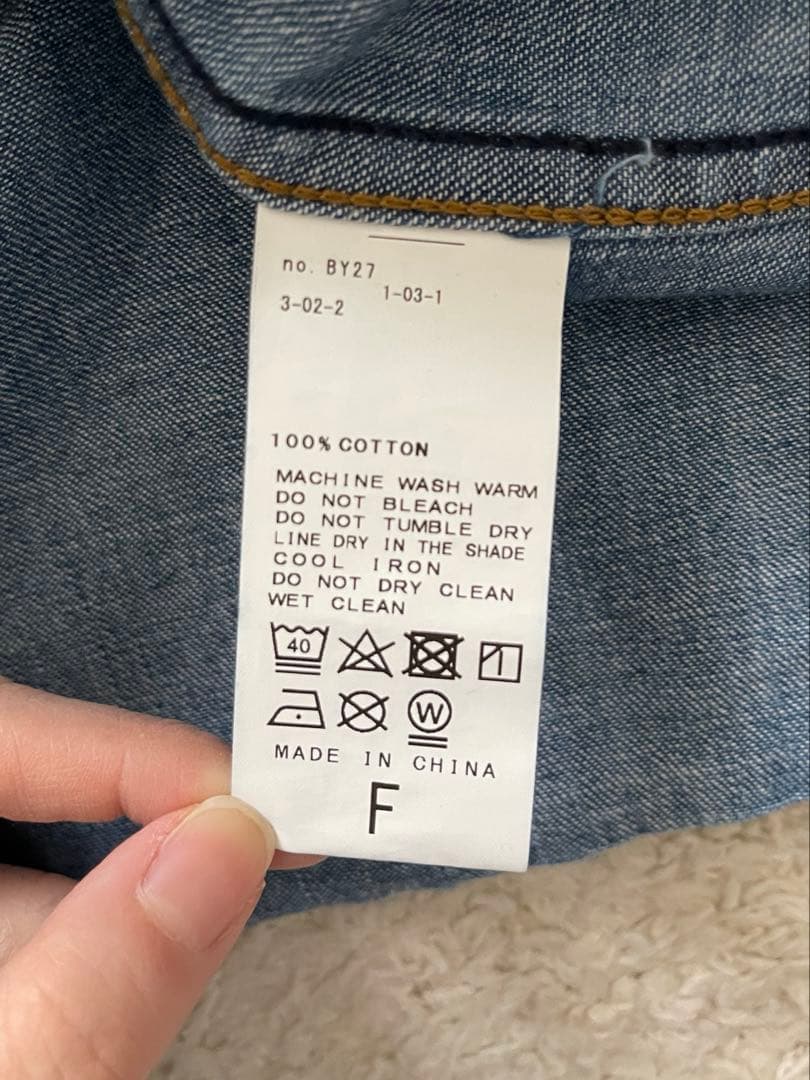 no. BY27
1-03-1
3-02-2
100% COTTON
MACHINE WASH WARM
DO NOT BLEACH
DO NOT TUMBLE DRY
LINE DRY IN THE SHADE
COOL IRON
DO NOT DRY CLEAN
WET CLEAN
40
W
MADE IN CHINA
F